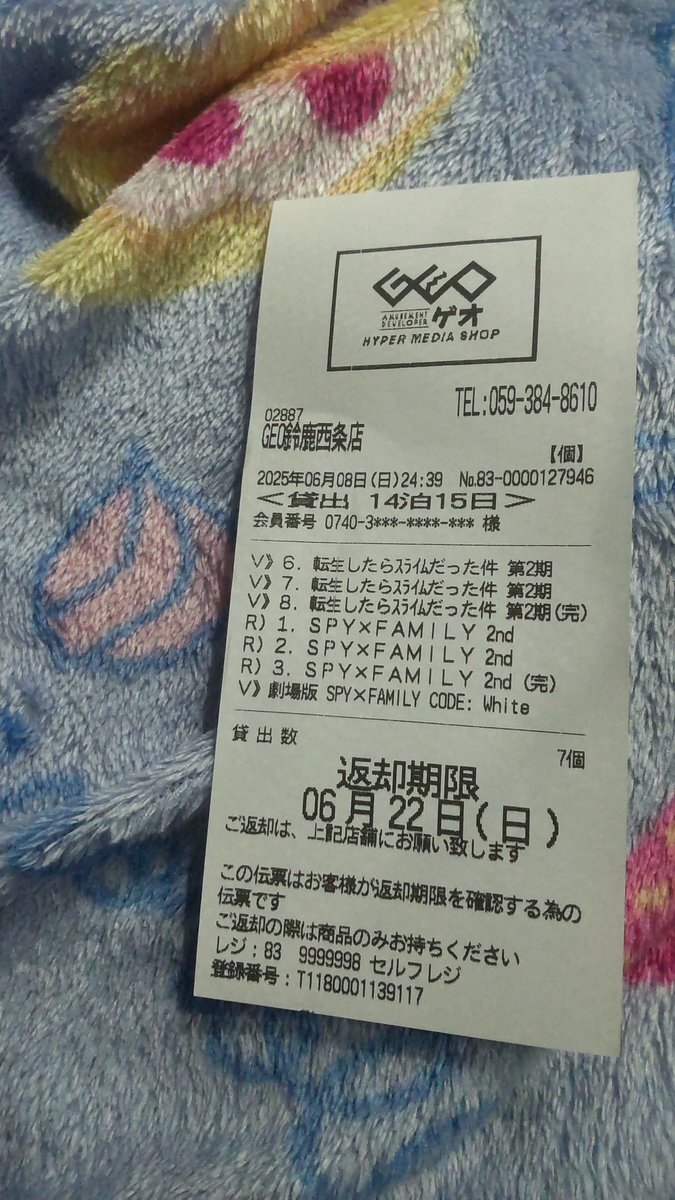 GEO
AMUSEMENT DEVELOPER ゲオ
HYPER MEDIA SHOP
TEL:059-384-8610
02887
GEO鈴鹿西条店
【個】
2025年06月08日(日)24:39 №83-0000127946
<貸出 14泊15日>
会員番号 0740-3***-****-*** 様
V》6. 転生したらｽﾗｲﾑだった件 第2期
V》7. 転生したらｽﾗｲﾑだった件 第2期
V》8. 転生したらｽﾗｲﾑだった件 第2期(完)
R) 1. SPY×FAMILY 2nd
R) 2. SPY×FAMILY 2nd
R) 3. SPY×FAMILY 2nd (完)
V》劇場版 SPY×FAMILY CODE: White
貸出数 7個
返却期限
06月22日(日)
ご返却は、上記店舗にお願い致します
この伝票はお客様が返却期限を確認する為の
伝票です
ご返却の際は商品のみお持ちください
レジ:83 9999998 セルフレジ
登録番号:T1180001139117